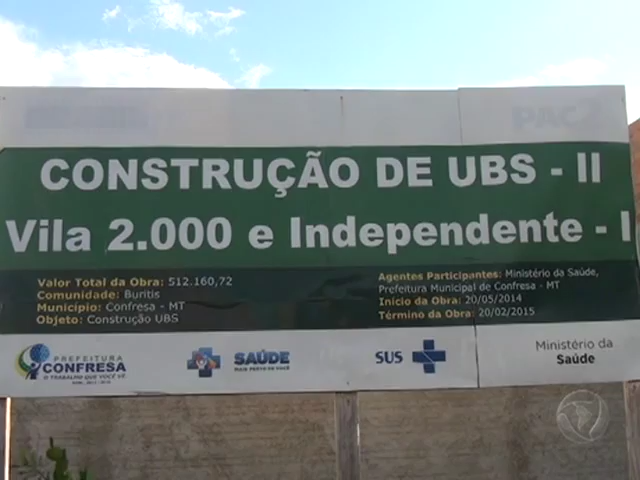 PAC
CONSTRUÇÃO DE UBS - II
Vila 2.000 e Independente - I
Valor Total da Obra: 512.160,72
Comunidade: Buritis
Município: Confresa - MT
Objeto: Construção UBS
Agentes Participantes: Ministério da Saúde,
Prefeitura Municipal de Confresa - MT
Início da Obra: 20/05/2014
Término da Obra: 20/02/2015
PREFEITURA
CONFRESA
O TRABALHO QUE VOCÊ VÊ
SAÚDE
MAIS PERTO DE VOCÊ
SUS
Ministério da
Saúde